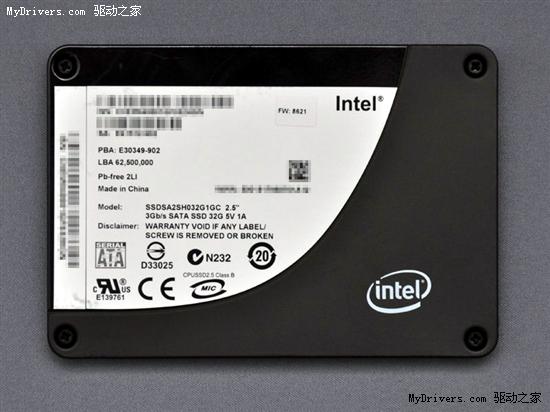 MyDrivers.com 驱动之家
FW: 8621
Intel®
PBA: E30349-902
LBA 62,500,000
Pb-free 2LI
Made in China
Model: SSDSA2SH032G1GC 2.5"
3Gb/s SATA SSD 32G 5V 1A
Disclaimer: WARRANTY VOID IF ANY LABEL/
SCREW IS REMOVED OR BROKEN
SERIAL
ATA
D33025
N232
20
CPUSSD2.5 Class B
c RU US
E139761
CE
MIC
intel
MyDrivers.com 驱动之家